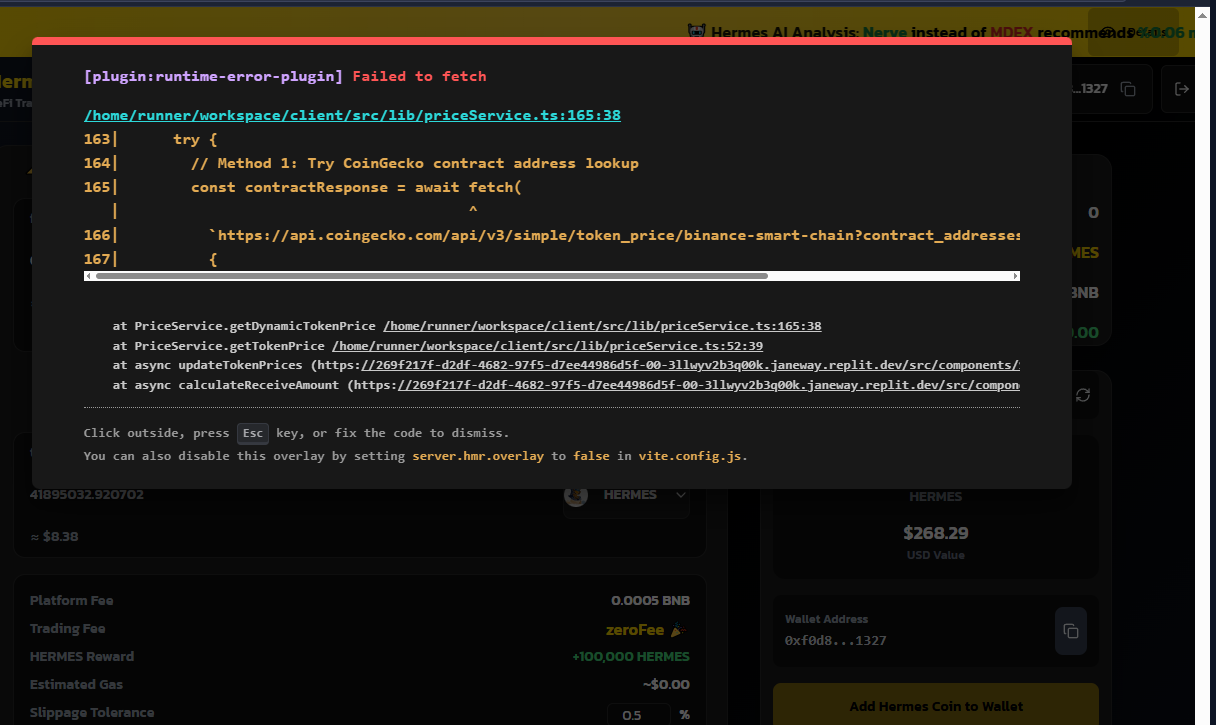 Hermes AI Analysis: Nerve instead of MDEX recommends
[plugin:runtime-error-plugin] Failed to fetch
/home/runner/workspace/client/src/lib/priceService.ts:165:38
163|      try {
164|        // Method 1: Try CoinGecko contract address lookup
165|        const contractResponse = await fetch(
   |                                       ^
166|          `https://api.coingecko.com/api/v3/simple/token_price/binance-smart-chain?contract_addresses
167|          {
at PriceService.getDynamicTokenPrice /home/runner/workspace/client/src/lib/priceService.ts:165:38
at PriceService.getTokenPrice /home/runner/workspace/client/src/lib/priceService.ts:52:39
at async updateTokenPrices (https://269f217f-d2df-4682-97f5-d7ee44986d5f-00-3llwyv2b3q00k.janeway.replit.dev/src/components/
at async calculateReceiveAmount (https://269f217f-d2df-4682-97f5-d7ee44986d5f-00-3llwyv2b3q00k.janeway.replit.dev/src/compone
Click outside, press Esc key, or fix the code to dismiss.
You can also disable this overlay by setting server.hmr.overlay to false in vite.config.js.
...1327
0
MES
BNB
0.00
41895032.920702
HERMES
≈ $8.38
Platform Fee 0.0005 BNB
Trading Fee zeroFee 🎉
HERMES Reward +100,000 HERMES
Estimated Gas ~$0.00
Slippage Tolerance 0.5 %
HERMES
$268.29
USD Value
Wallet Address
0xf0d8...1327
Add Hermes Coin to Wallet